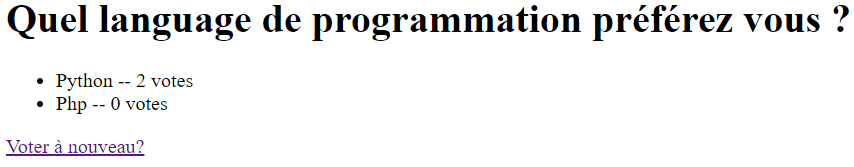 Quel language de programmation préférez vous ?
Python -- 2 votes
Php -- 0 votes
Voter à nouveau?